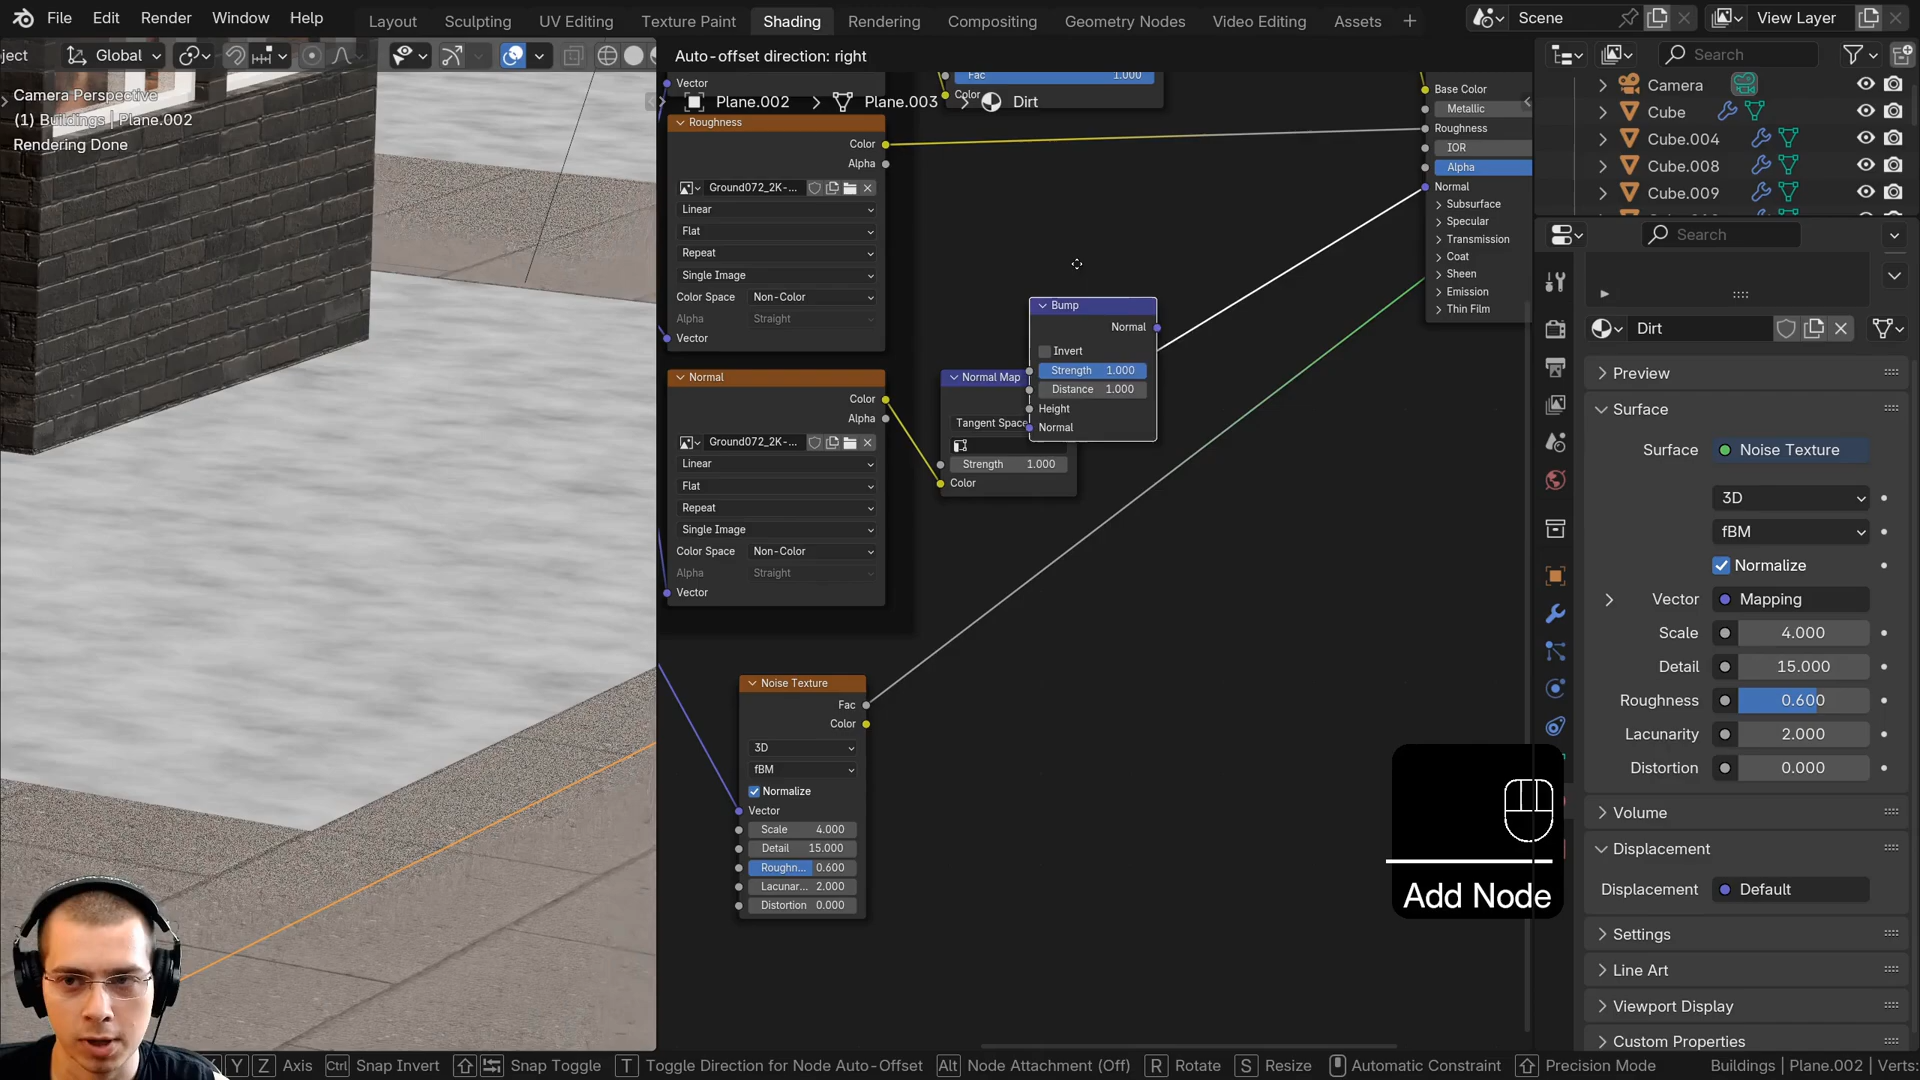 File Edit Render Window Help Layout Sculpting UV Editing Texture Paint Shading Rendering Compositing Geometry Nodes Video Editing Assets + Scene View Layer
ject Global
Auto-offset direction: right
Search
Camera Perspective
(1) Buildings | Plane.002
Rendering Done
Plane.002 > Plane.003 > Dirt
Vector
Fac 1.000
Color
Roughness
Color
Alpha
Ground072_2K-...
Linear
Flat
Repeat
Single Image
Color Space Non-Color
Alpha Straight
Vector
Normal
Color
Alpha
Ground072_2K-...
Linear
Flat
Repeat
Single Image
Color Space Non-Color
Alpha Straight
Vector
Normal Map
Tangent Space
Strength 1.000
Color
Bump
Normal
Invert
Strength 1.000
Distance 1.000
Height
Normal
Noise Texture
Fac
Color
3D
fBM
Normalize
Vector
Scale 4.000
Detail 15.000
Roughn... 0.600
Lacunar... 2.000
Distortion 0.000
Base Color
Metallic
Roughness
IOR
Alpha
Normal
Subsurface
Specular
Transmission
Coat
Sheen
Emission
Thin Film
Add Node
Camera
Cube
Cube.004
Cube.008
Cube.009
Search
Dirt
Preview
Surface
Surface Noise Texture
3D
fBM
Normalize
Vector Mapping
Scale 4.000
Detail 15.000
Roughness 0.600
Lacunarity 2.000
Distortion 0.000
Volume
Displacement
Displacement Default
Settings
Line Art
Viewport Display
Custom Properties
Y Z Axis Ctrl Snap Invert Snap Toggle T Toggle Direction for Node Auto-Offset Alt Node Attachment (Off) R Rotate S Resize Automatic Constraint Precision Mode Buildings | Plane.002 | Verts: